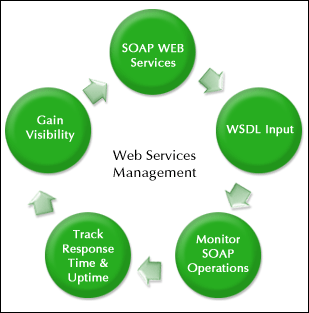 SOAP WEB
Services
WSDL Input
Monitor
SOAP
Operations
Track
Response
Time &
Uptime
Gain
Visibility
Web Services
Management